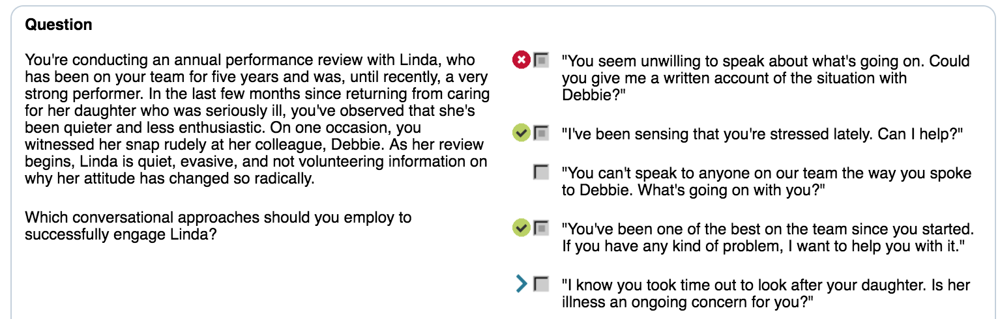 Question
You're conducting an annual performance review with Linda, who
has been on your team for five years and was, until recently, a very
strong performer. In the last few months since returning from caring
for her daughter who was seriously ill, you've observed that she's
been quieter and less enthusiastic. On one occasion, you
witnessed her snap rudely at her colleague, Debbie. As her review
begins, Linda is quiet, evasive, and not volunteering information on
why her attitude has changed so radically.
Which conversational approaches should you employ to
successfully engage Linda?
"You seem unwilling to speak about what's going on. Could
you give me a written account of the situation with
Debbie?"
"I've been sensing that you're stressed lately. Can I help?"
"You can't speak to anyone on our team the way you spoke
to Debbie. What's going on with you?"
"You've been one of the best on the team since you started.
If you have any kind of problem, I want to help you with it."
"I know you took time out to look after your daughter. Is her
illness an ongoing concern for you?"